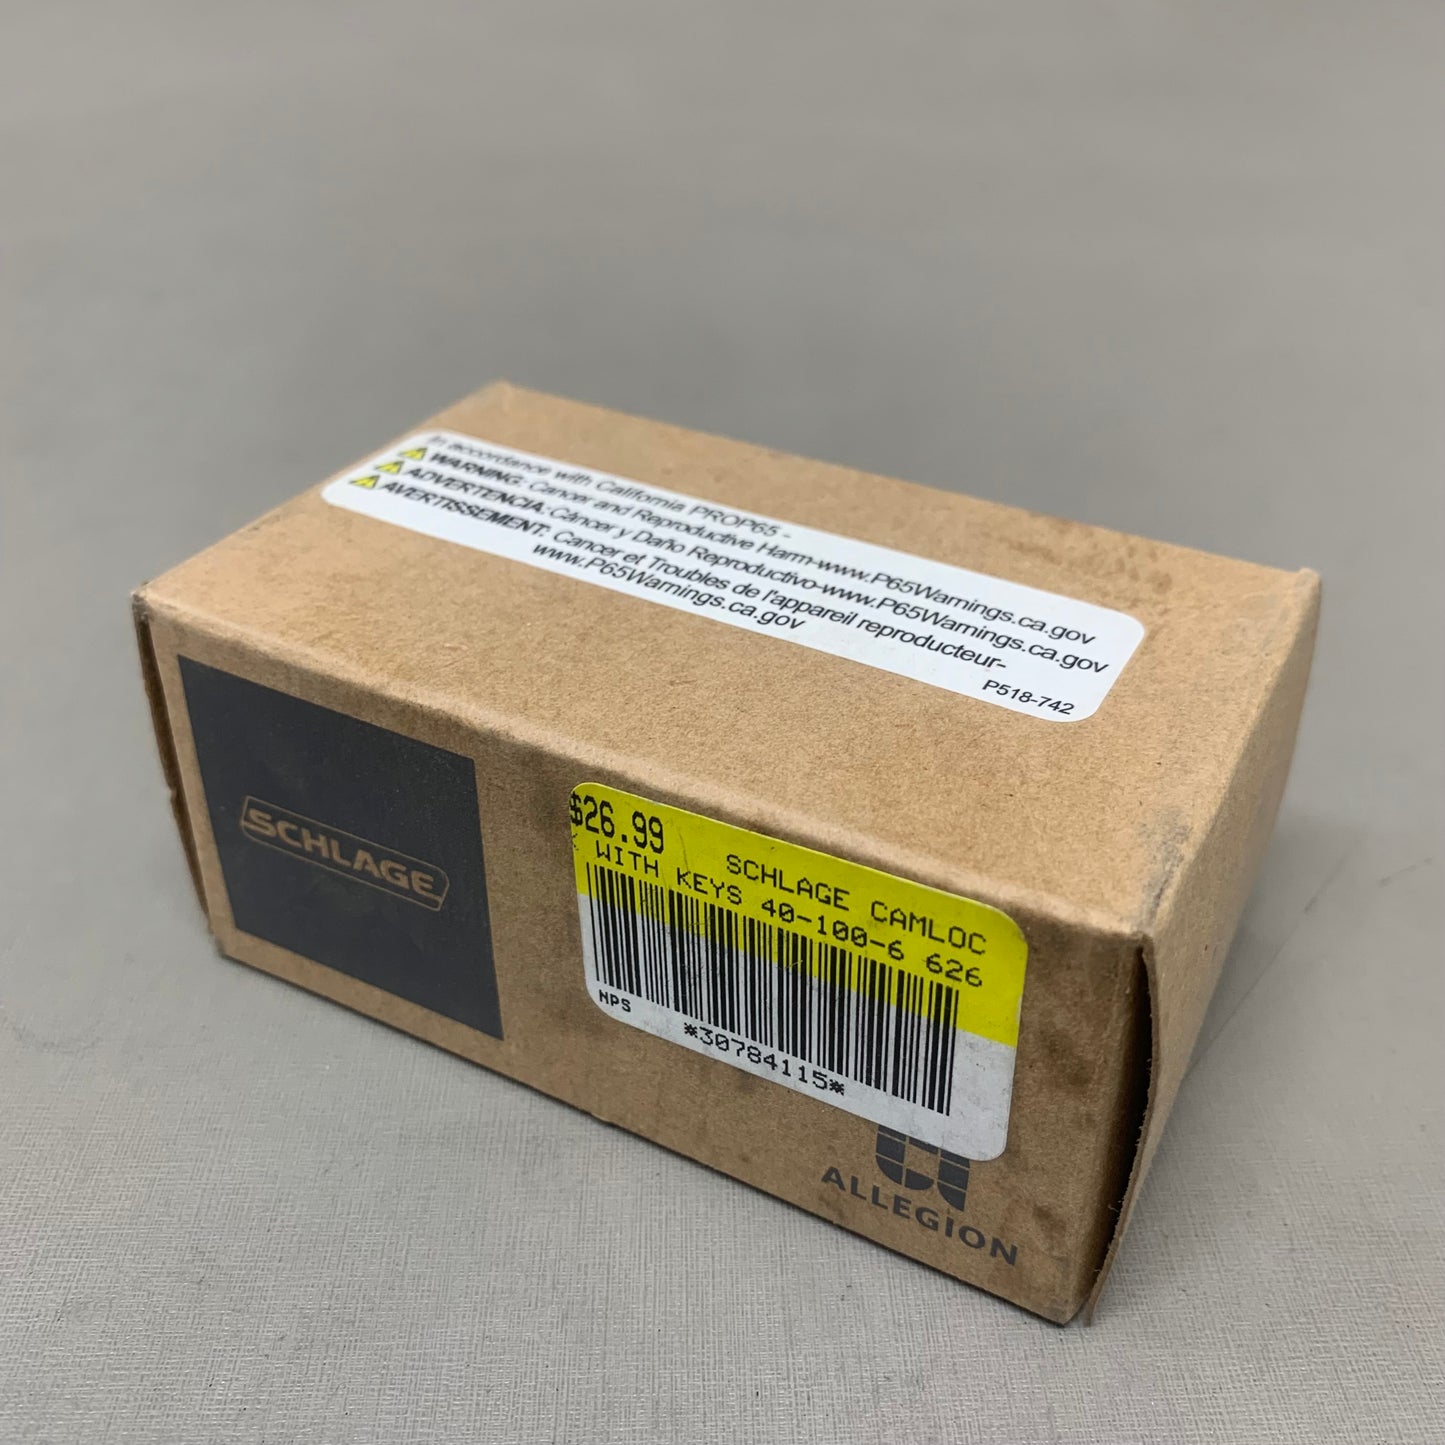 In accordance with California PROP65 -
WARNING: Cancer and Reproductive Harm-www.P65Warnings.ca.gov
ADVERTENCIA: Cáncer y Daño Reproductivo-www.P65Warnings.ca.gov
AVERTISSEMENT: Cancer et Troubles de l'appareil reproducteur-
www.P65Warnings.ca.gov
P518-742
SCHLAGE
$26.99 SCHLAGE CAMLOC
WITH KEYS 40-100-6 626
NPS *30784115*
ALLEGION